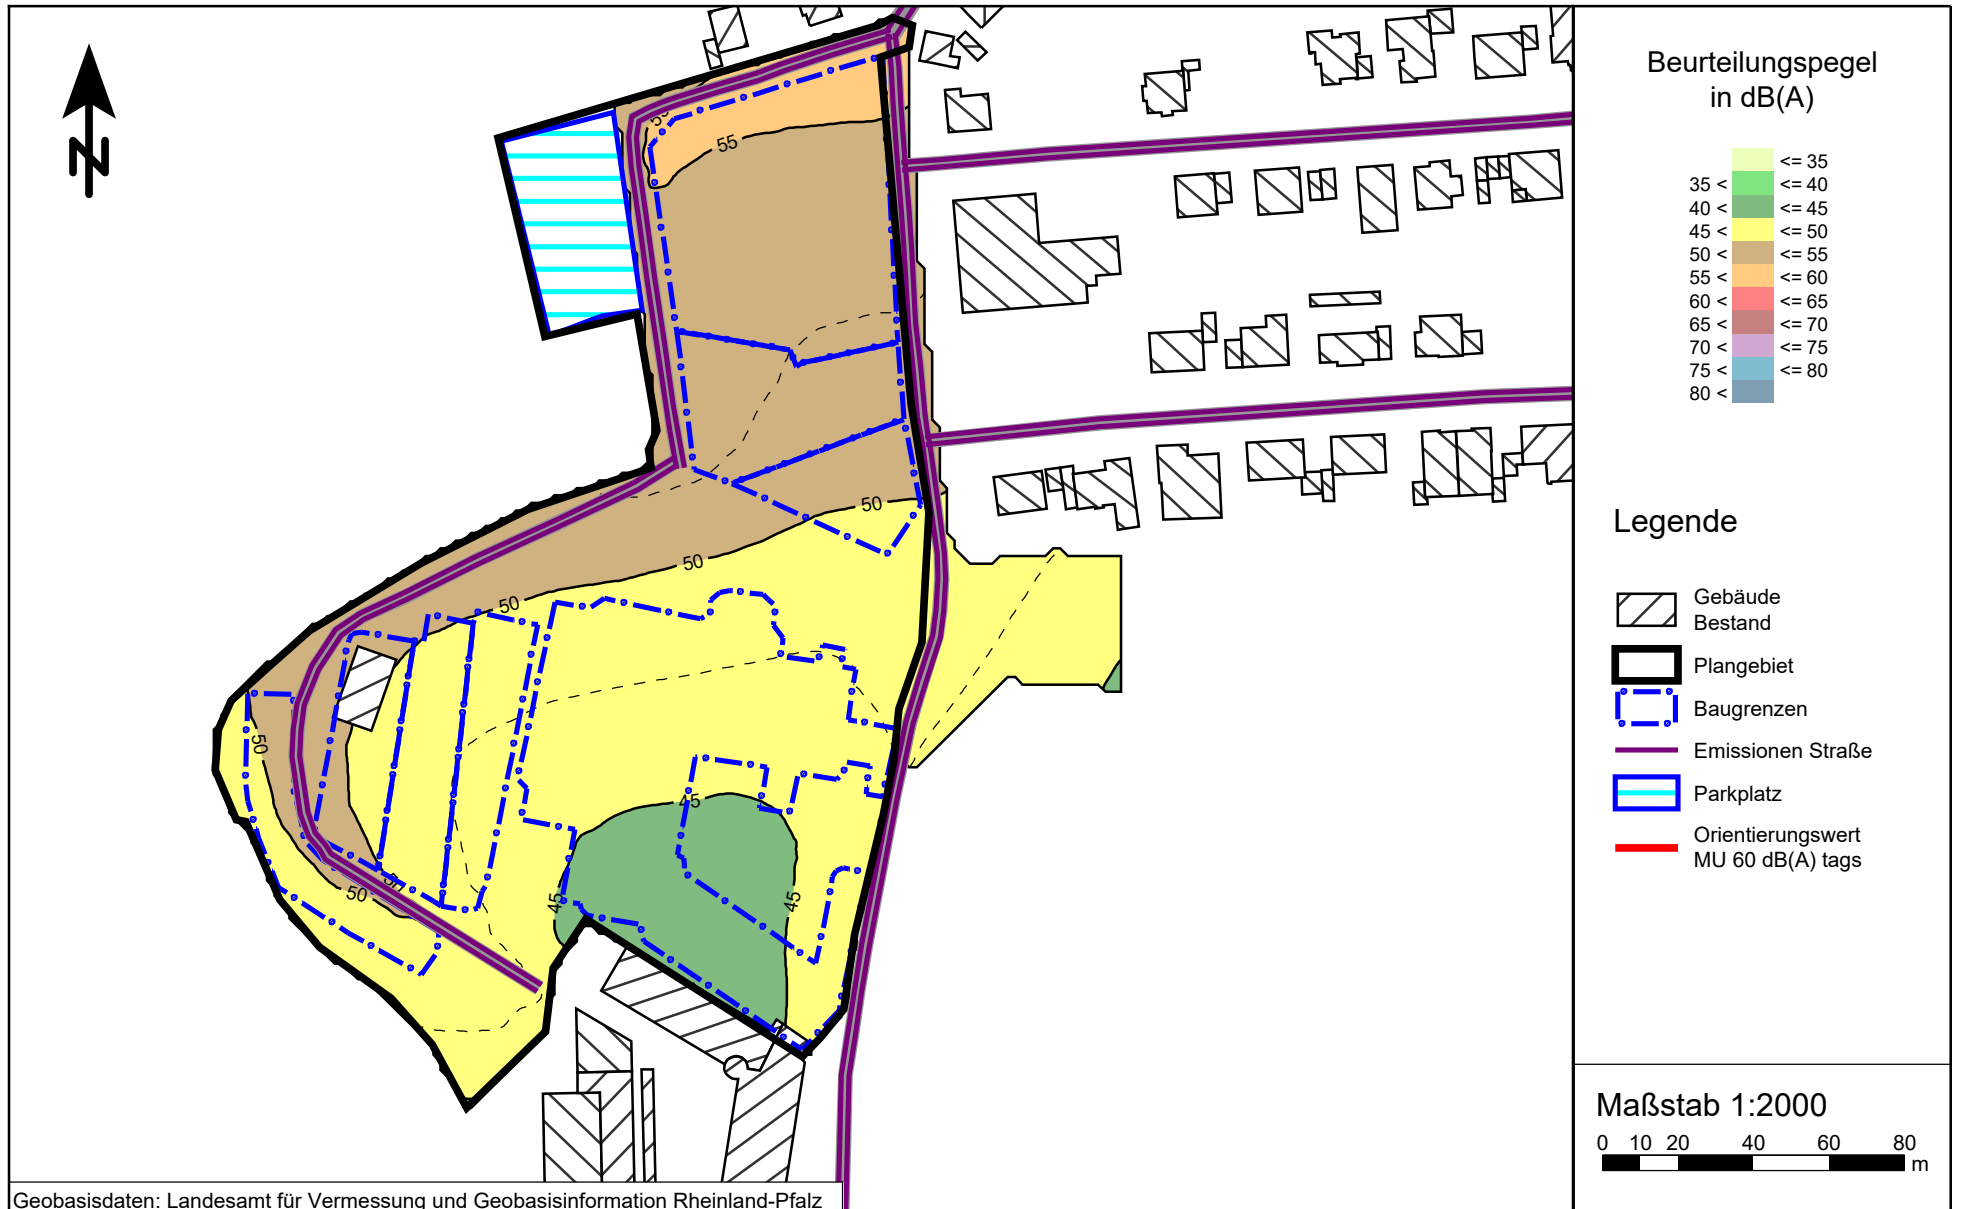 N
55
55
50
50
50
50
50
50
45
45
45
Geobasisdaten: Landesamt für Vermessung und Geobasisinformation Rheinland-Pfalz
Beurteilungspegel
in dB(A)
<= 35
35 < <= 40
40 < <= 45
45 < <= 50
50 < <= 55
55 < <= 60
60 < <= 65
65 < <= 70
70 < <= 75
75 < <= 80
80 <
Legende
Gebäude
Bestand
Plangebiet
Baugrenzen
Emissionen Straße
Parkplatz
Orientierungswert
MU 60 dB(A) tags
Maßstab 1:2000
0 10 20 40 60 80
m